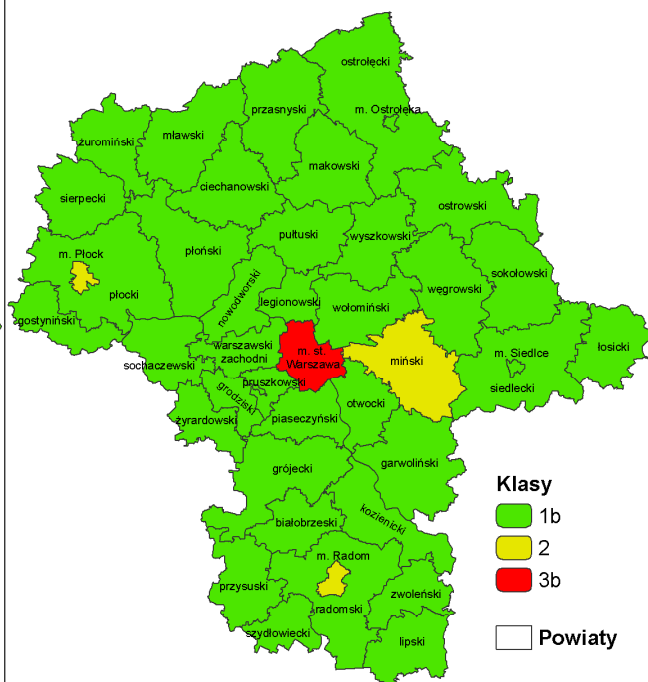 ostrołęcki
przasnyski
m. Ostrołęka
mławski
żuromiński
makowski
ciechanowski
sierpecki
ostrowski
pułtuski
wyszkowski
płoński
m. Płock
sokołowski
węgrowski
nowodworski
płocki
legionowski
wołomiński
gostyniński
warszawski
zachodni
m. st.
Warszawa
miński
m. Siedlce
łosicki
sochaczewski
pruszkowski
siedlecki
grodziski
otwocki
żyrardowski
piaseczyński
garwoliński
grójecki
Klasy
1b
2
3b
Powiaty
kozienicki
białobrzeski
m. Radom
przysuski
zwoleński
radomski
szydłowiecki
lipski